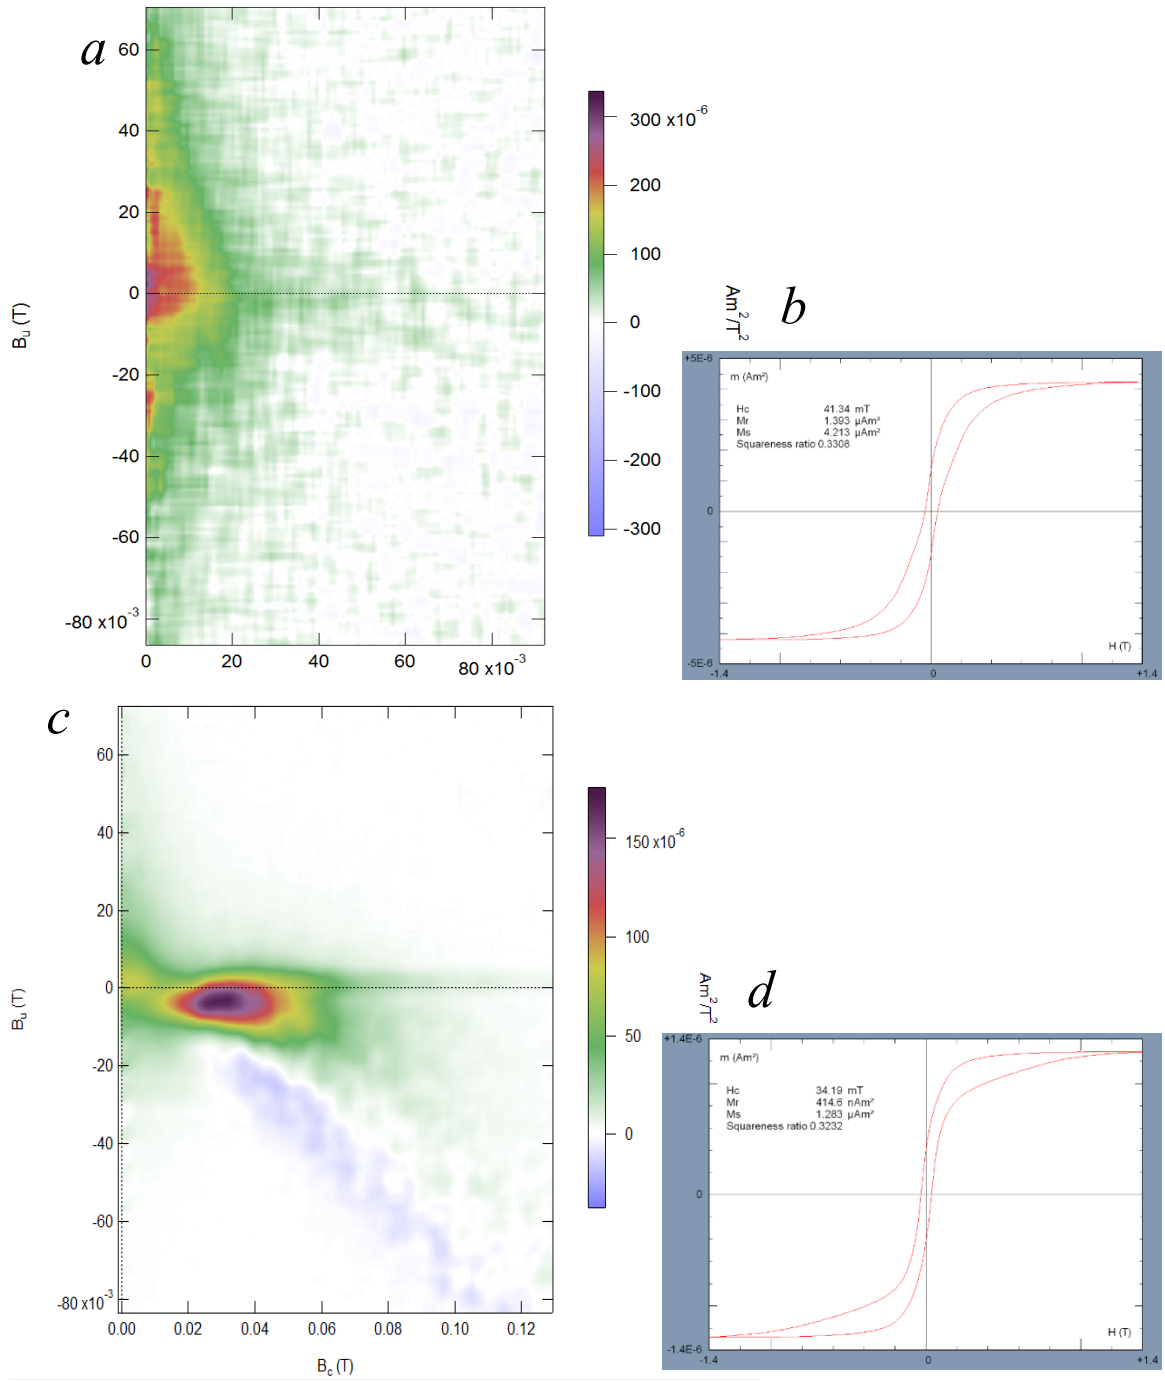 a
60
40
20
0
-20
-40
-60
-80 x10-3
Bu (T)
0 20 40 60 80 x10-3
300 x10-6
200
100
0
-100
-200
-300
Am2/T2
b
+5E-6
m (Am²)
Hc 41.34 mT
Mr 1.393 µAm²
Ms 4.213 µAm²
Squareness ratio 0.3308
0
H (T)
-5E-6
-1.4 0 +1.4
c
60
40
20
0
-20
-40
-60
-80 x10-3
Bu (T)
0.00 0.02 0.04 0.06 0.08 0.10 0.12
Bc (T)
150 x10-6
100
50
0
Am2/T2
d
+1.4E-6
m (Am²)
Hc 34.19 mT
Mr 414.6 nAm²
Ms 1.283 µAm²
Squareness ratio 0.3232
0
H (T)
-1.4E-6
-1.4 0 +1.4